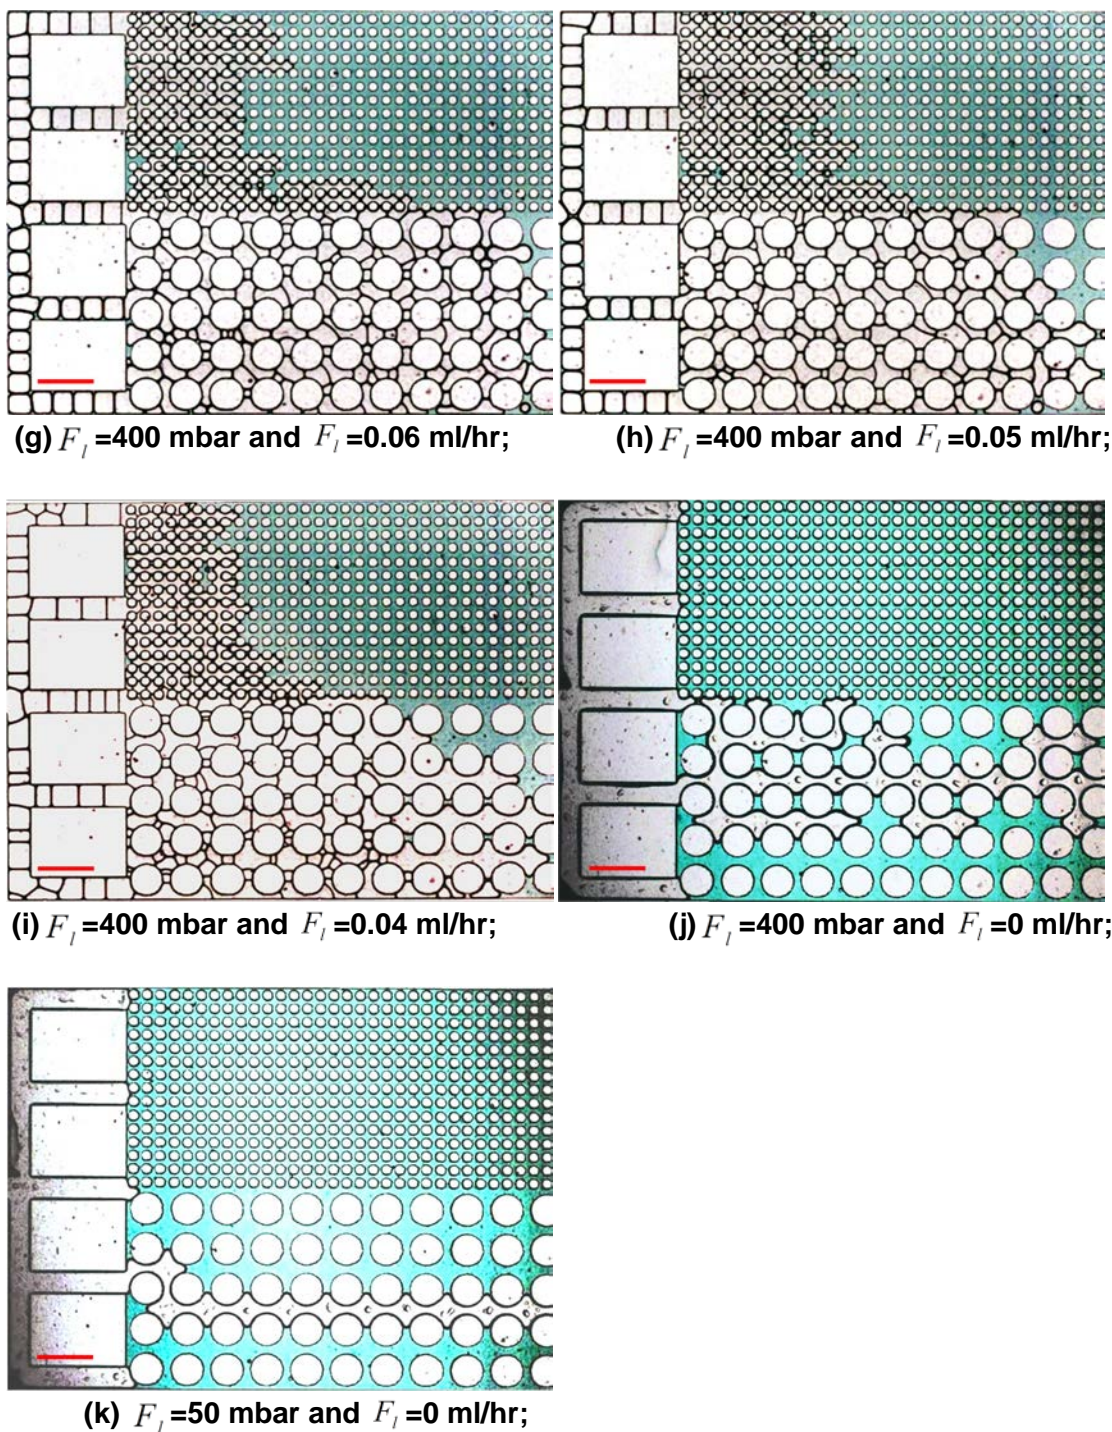 (g) F_l =400 mbar and F_l =0.06 ml/hr;
(h) F_l =400 mbar and F_l =0.05 ml/hr;
(i) F_l =400 mbar and F_l =0.04 ml/hr;
(j) F_l =400 mbar and F_l =0 ml/hr;
(k) F_l =50 mbar and F_l =0 ml/hr;